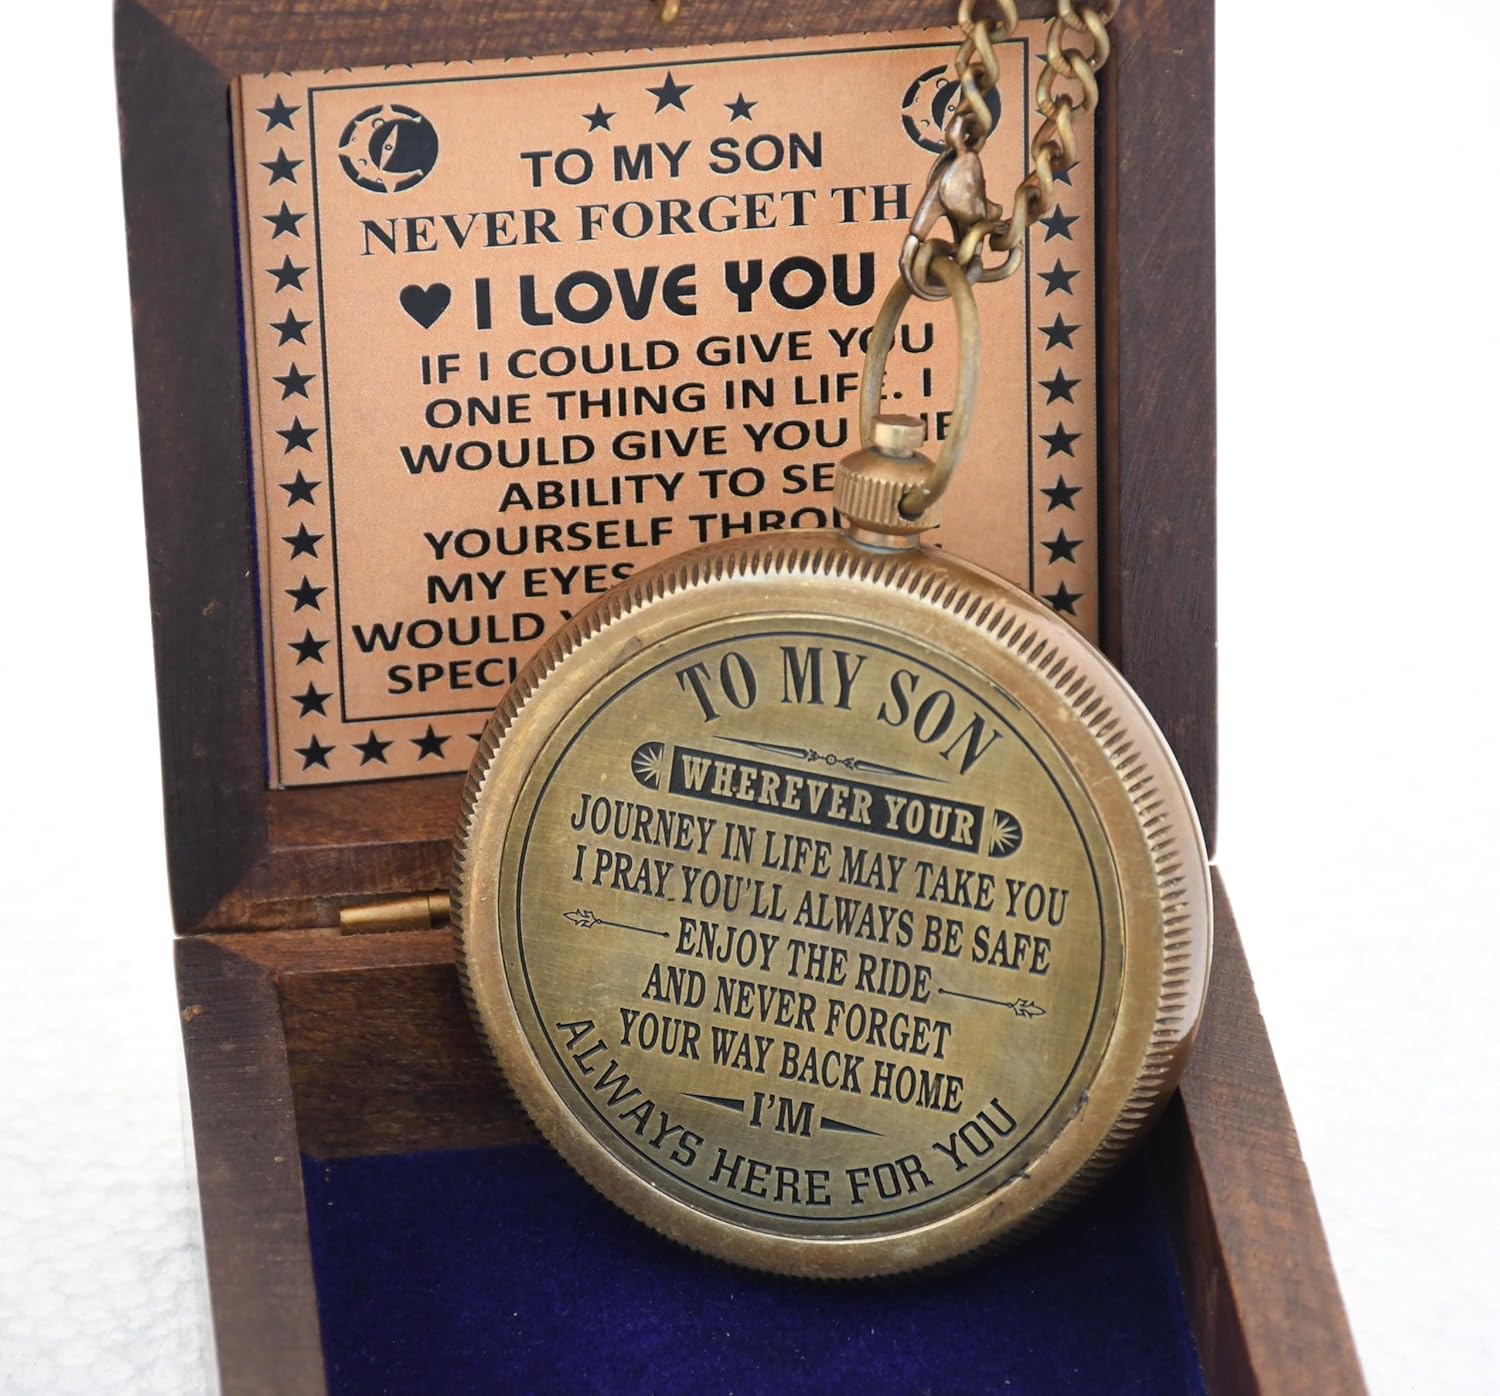 TO MY SON
NEVER FORGET
I LOVE YOU
IF I COULD GIVE YOU
ONE THING IN LIFE. I
WOULD GIVE YOU
ABILITY TO
YOURSELF
MY EYES
WOULD
TO MY SON
WHEREVER YOUR
JOURNEY IN LIFE MAY TAKE YOU
I PRAY YOU'LL ALWAYS BE SAFE
ENJOY THE RIDE
AND NEVER FORGET
YOUR WAY BACK HOME
I'M
ALWAYS HERE FOR YOU